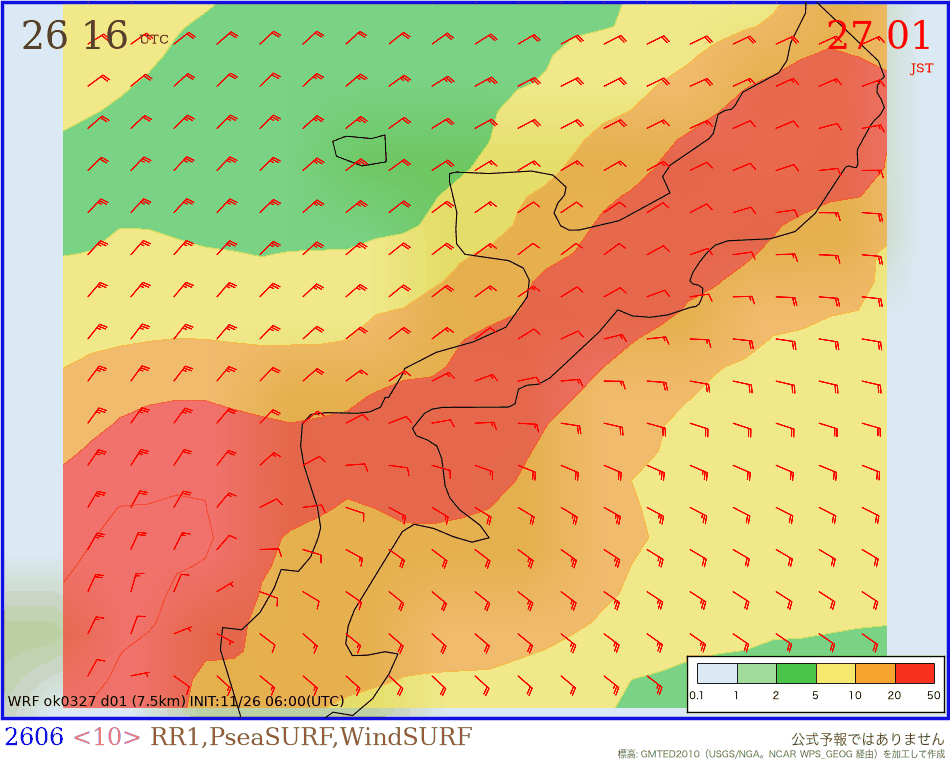 26 16 UTC
27 01
JST
0.1 1 2 5 10 20 50
WRF ok0327 d01 (7.5km) INIT:11/26 06:00(UTC)
2606 <10> RR1,PseaSURF,WindSURF
公式予報ではありません
標高: GMTED2010（USGS/NGA。NCAR WPS_GEOG 経由）を加工して作成